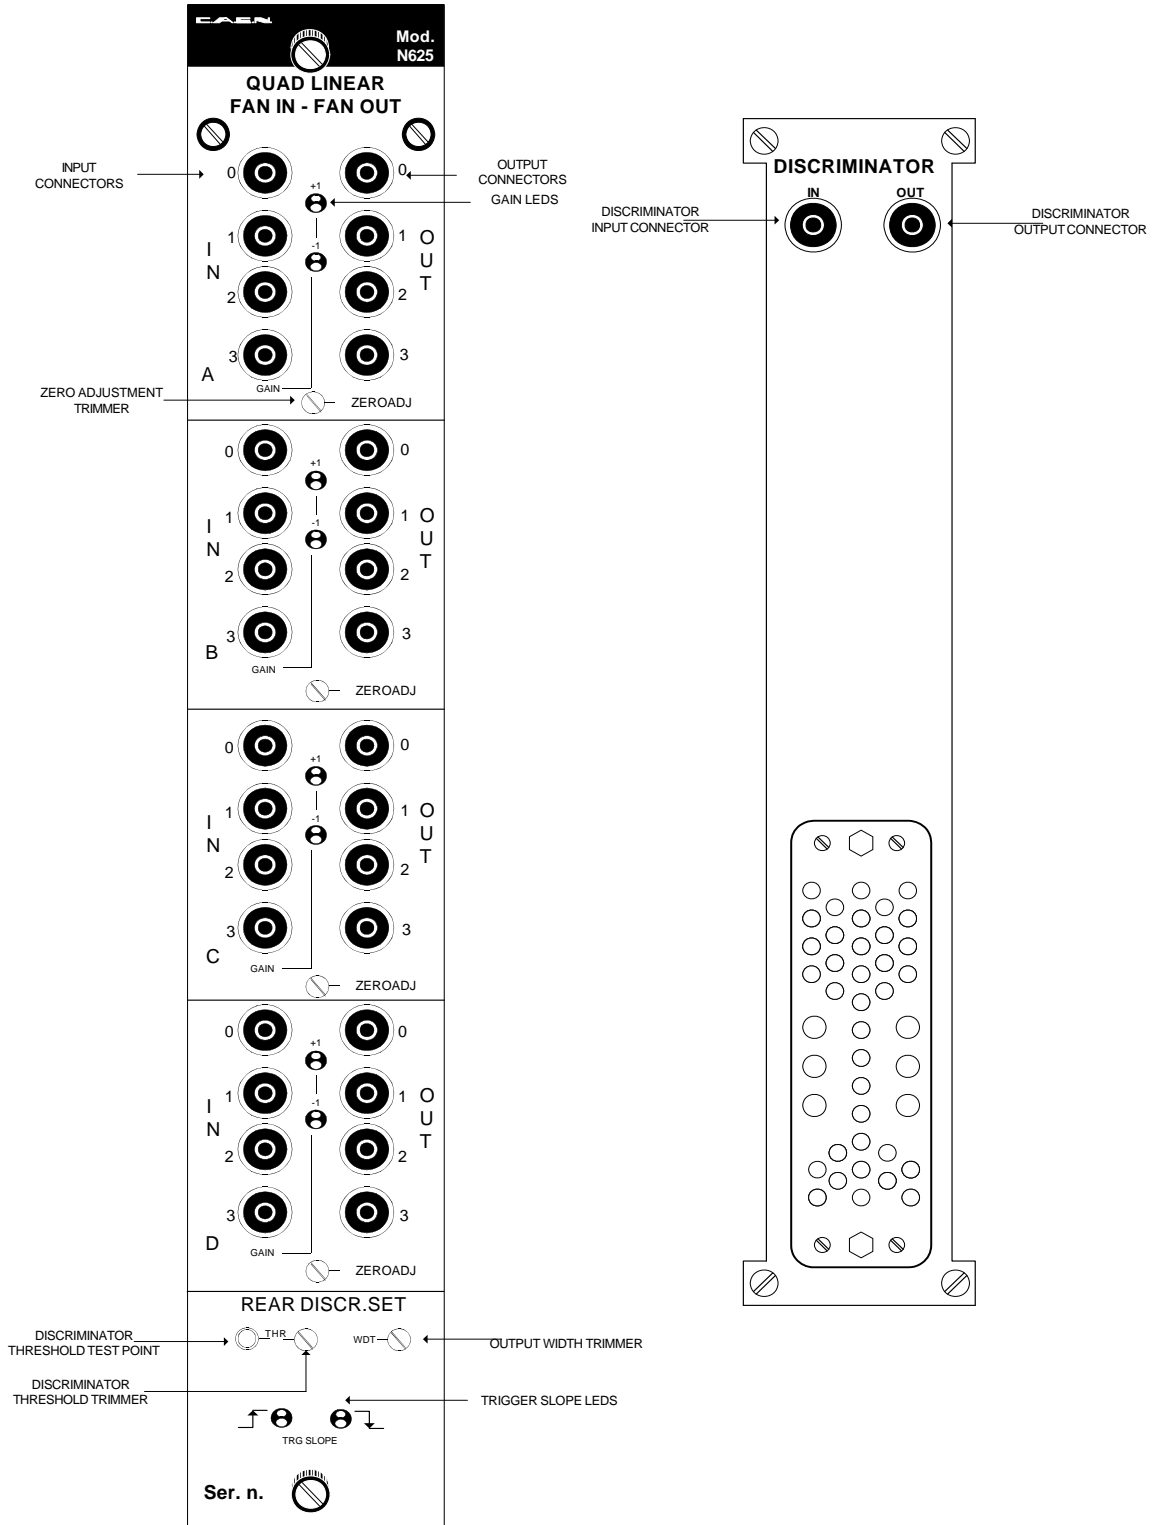 C.A.E.N.
Mod.
N625
QUAD LINEAR
FAN IN - FAN OUT
INPUT
CONNECTORS
OUTPUT
CONNECTORS
GAIN LEDS
0
0
+1
1
1
-1
I
N
O
U
T
2
2
3
3
A
GAIN
ZERO ADJUSTMENT
TRIMMER
ZEROADJ
0
0
+1
1
1
-1
I
N
O
U
T
2
2
3
3
B
GAIN
ZEROADJ
0
0
+1
1
1
-1
I
N
O
U
T
2
2
3
3
C
GAIN
ZEROADJ
0
0
+1
1
1
-1
I
N
O
U
T
2
2
3
3
D
GAIN
ZEROADJ
REAR DISCR.SET
DISCRIMINATOR
THRESHOLD TEST POINT
THR
WDT
OUTPUT WIDTH TRIMMER
DISCRIMINATOR
THRESHOLD TRIMMER
TRIGGER SLOPE LEDS
TRG SLOPE
Ser. n.
DISCRIMINATOR
IN
OUT
DISCRIMINATOR
INPUT CONNECTOR
DISCRIMINATOR
OUTPUT CONNECTOR